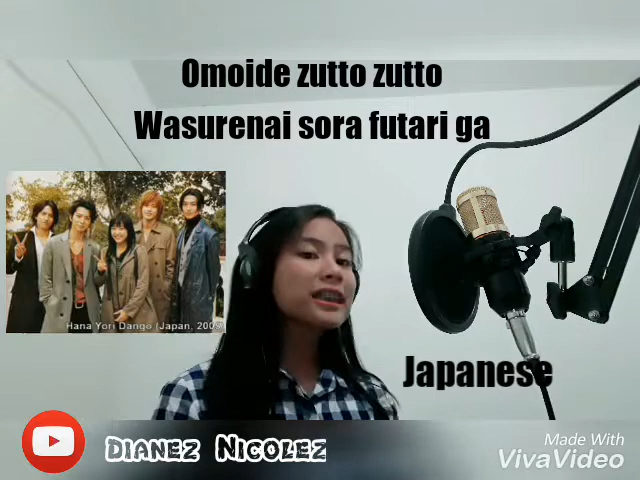 Omoide zutto zutto
Wasurenai sora futari ga
Hana Yori Dango (Japan, 2005)
Japanese
DIANEZ NICOLEZ
Made With
VivaVideo